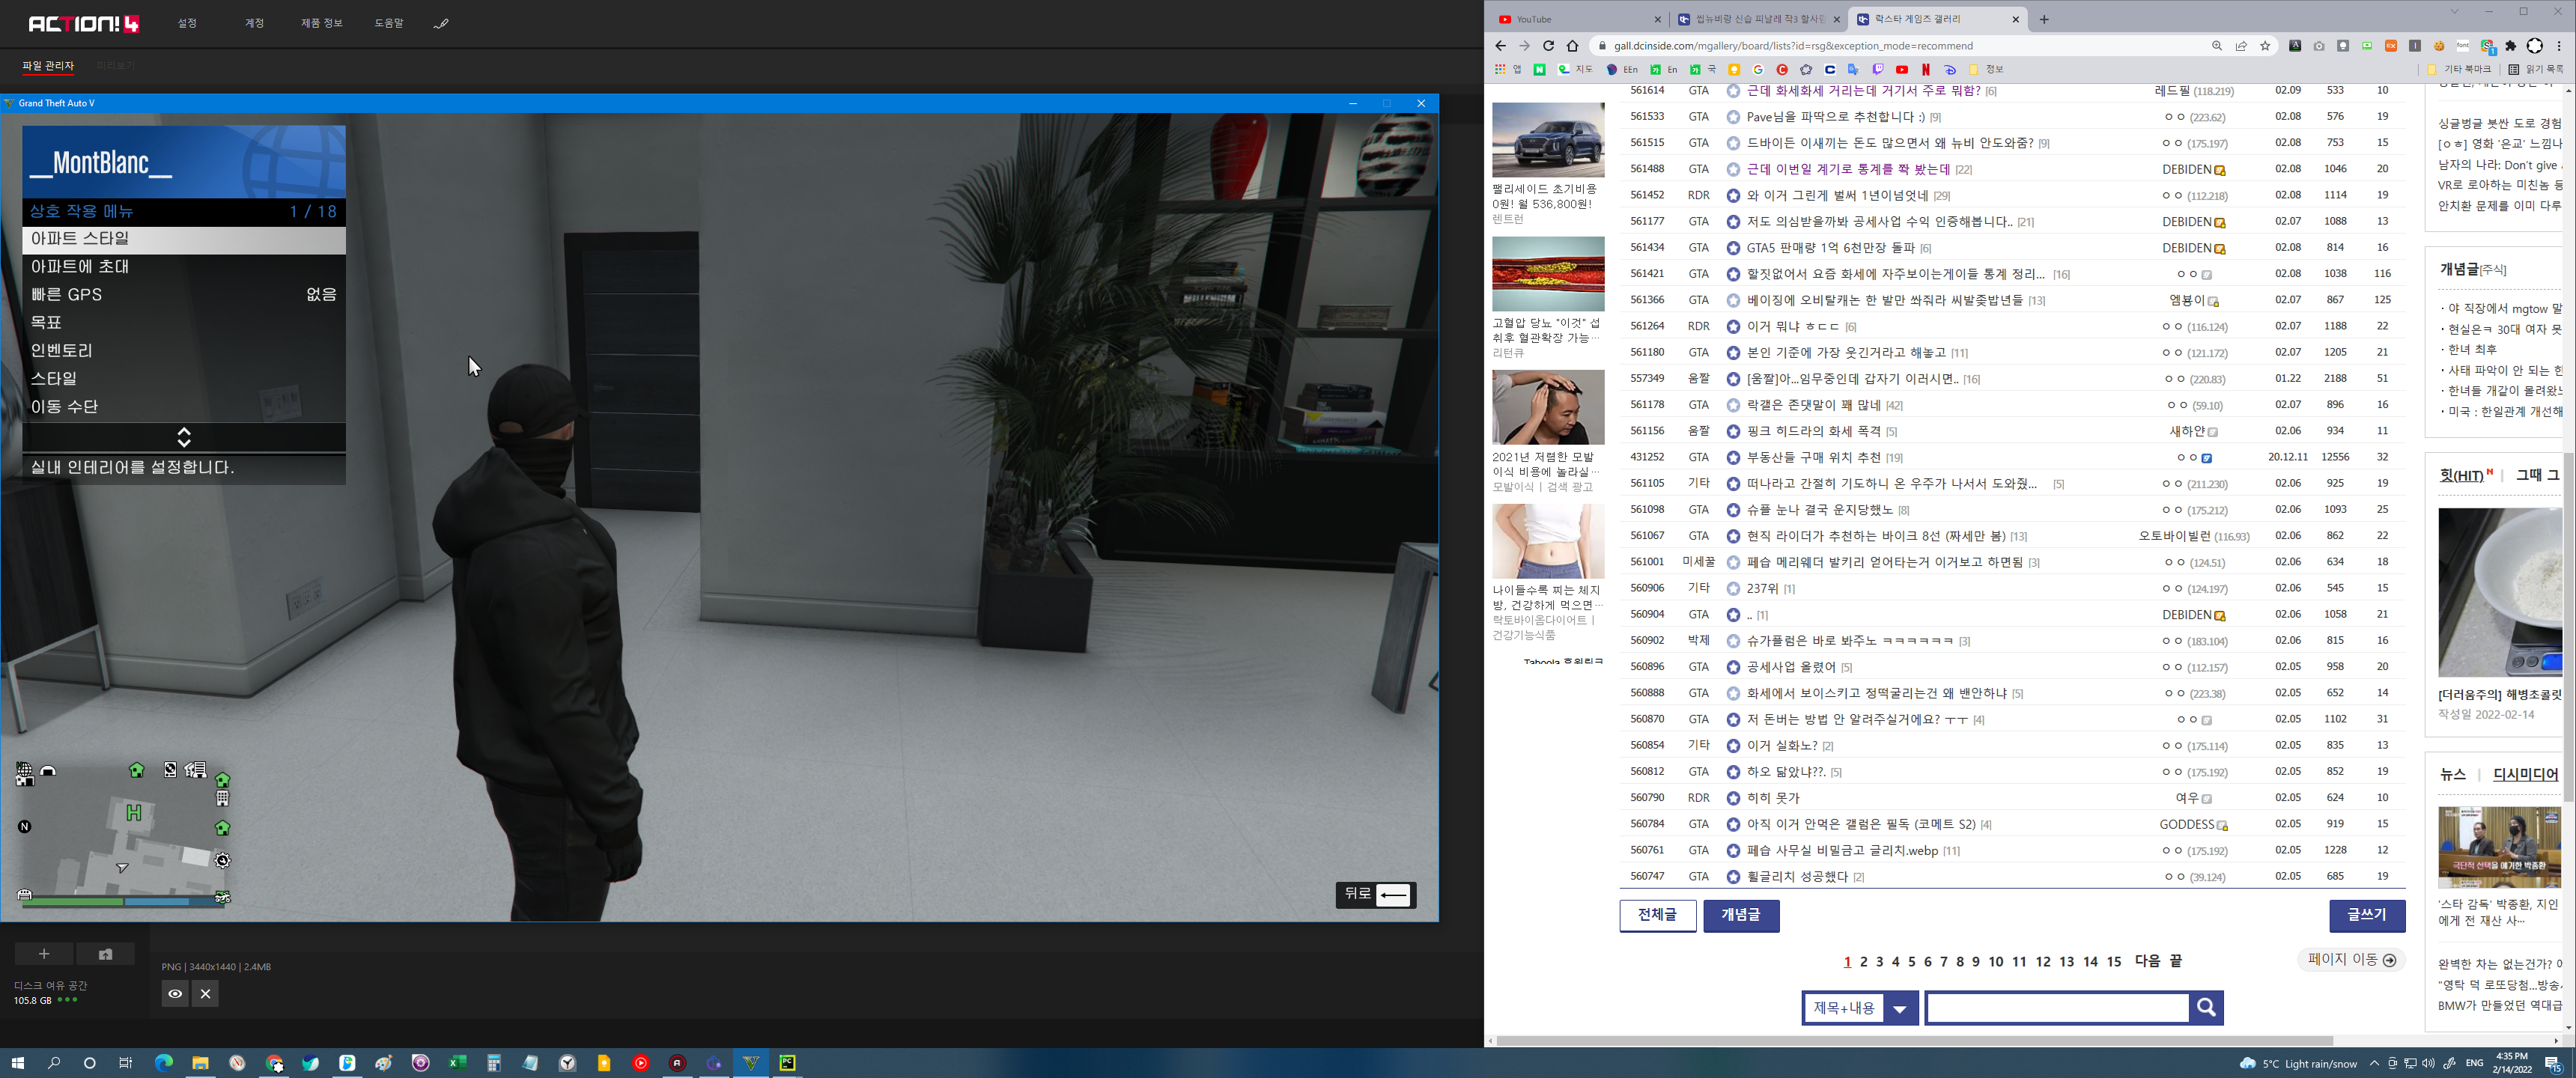 ACTION! 4
설정
계정
제품 정보
도움말
파일 관리자
미리보기
Grand Theft Auto V
__MontBlanc__
상호 작용 메뉴 1 / 18
아파트 스타일
아파트에 초대
빠른 GPS 없음
목표
인벤토리
스타일
이동 수단
실내 인테리어를 설정합니다.
H
N
뒤로
PNG | 3440x1440 | 2.4MB
디스크 여유 공간
105.8 GB
YouTube
씹뉴비랑 신습 피날레 작3 할사람
락스타 게임즈 갤러리
gall.dcinside.com/mgallery/board/lists?id=rsg&exception_mode=recommend
앱
지도
EEn
En
국
정보
기타 북마크
읽기 목록
팰리세이드 초기비용
0원! 월 536,800원!
렌트런
고혈압 당뇨 "이것" 섭
취후 혈관확장 가능…
리턴큐
2021년 저렴한 모발
이식 비용에 놀라실…
모발이식 | 검색 광고
나이들수록 찌는 체지
방, 건강하게 먹으면…
락토바이옴다이어트 |
건강기능식품
Taboola 후원링크
561614 GTA 근데 화세화세 거리는데 거기서 주로 뭐함? [6] 레드필 (118.219) 02.09 533 10
561533 GTA Pave님을 파딱으로 추천합니다 :) [9] ㅇㅇ (223.62) 02.08 576 19
561515 GTA 드바이든 이새끼는 돈도 많으면서 왜 뉴비 안도와줌? [9] ㅇㅇ (175.197) 02.08 753 15
561488 GTA 근데 이번일 계기로 통계를 쫙 봤는데 [22] DEBIDEN 02.08 1046 20
561452 RDR 와 이거 그린게 벌써 1년이넘엇네 [29] ㅇㅇ (112.218) 02.08 1114 19
561177 GTA 저도 의심받을까봐 공세사업 수익 인증해봅니다.. [21] DEBIDEN 02.07 1088 13
561434 GTA GTA5 판매량 1억 6천만장 돌파 [6] DEBIDEN 02.08 814 16
561421 GTA 할짓없어서 요즘 화세에 자주보이는게이들 통계 정리... [16] ㅇㅇ 02.08 1038 116
561366 GTA 베이징에 오비탈캐논 한 발만 쏴줘라 씨발좆밥년들 [13] 엠뵹이 02.07 867 125
561264 RDR 이거 뭐냐 ㅎㄷㄷ [6] ㅇㅇ (116.124) 02.07 1188 22
561180 GTA 본인 기준에 가장 웃긴거라고 해놓고 [11] ㅇㅇ (121.172) 02.07 1205 21
557349 움짤 [움짤]아...임무중인데 갑자기 이러시면.. [16] ㅇㅇ (220.83) 01.22 2188 51
561178 GTA 락갤은 존댓말이 꽤 많네 [42] ㅇㅇ (59.10) 02.07 896 16
561156 움짤 핑크 히드라의 화세 폭격 [5] 새하얀 02.06 934 11
431252 GTA 부동산들 구매 위치 추천 [19] ㅇㅇ 20.12.11 12556 32
561105 기타 떠나라고 간절히 기도하니 온 우주가 나서서 도와줬... [5] ㅇㅇ (211.230) 02.06 925 19
561098 GTA 슈플 눈나 결국 운지당했노 [8] ㅇㅇ (175.212) 02.06 1093 25
561067 GTA 현직 라이더가 추천하는 바이크 8선 (짜세만 봄) [13] 오토바이빌런 (116.93) 02.06 862 22
561001 미세꿀 페습 메리웨더 발키리 얻어타는거 이거보고 하면됨 [3] ㅇㅇ (124.51) 02.06 634 18
560906 기타 237위 [1] ㅇㅇ (124.197) 02.06 545 15
560904 GTA .. [1] DEBIDEN 02.06 1058 21
560902 박제 슈가플럼은 바로 봐주노 ㅋㅋㅋㅋㅋㅋ [3] ㅇㅇ (183.104) 02.06 815 16
560896 GTA 공세사업 올렸어 [5] ㅇㅇ (112.157) 02.05 958 20
560888 GTA 화세에서 보이스키고 정떡굴리는건 왜 밴안하냐 [5] ㅇㅇ (223.38) 02.05 652 14
560870 GTA 저 돈버는 방법 안 알려주실거에요? ㅜㅜ [4] ㅇㅇ 02.05 1102 31
560854 기타 이거 실화노? [2] ㅇㅇ (175.114) 02.05 835 13
560812 GTA 하오 닮았냐??. [5] ㅇㅇ (175.192) 02.05 852 19
560790 RDR 히히 못가 여우 02.05 624 10
560784 GTA 아직 이거 안먹은 갤럼은 필독 (코메트 S2) [4] GODDESS 02.05 919 15
560761 GTA 페습 사무실 비밀금고 글리치.webp [11] ㅇㅇ (175.192) 02.05 1228 12
560747 GTA 휠글리치 성공했다 [2] ㅇㅇ (39.124) 02.05 685 19
전체글
개념글
글쓰기
1 2 3 4 5 6 7 8 9 10 11 12 13 14 15 다음 끝
페이지 이동
제목+내용
싱글벙글 붓싼 도로 경험
[ㅇㅎ] 영화 '은교' 느낌나
남자의 나라: Don't give
VR로 로아하는 미친놈 등
안치환 문제를 이미 다루
개념글[주식]
· 야 직장에서 mgtow 말
· 현실은ㅋ 30대 여자 못
· 한녀 최후
· 사태 파악이 안 되는 한
· 한녀들 개같이 몰려왔노
· 미국 : 한일관계 개선해
힛(HIT) N | 그때 그
[더러움주의] 해병초콜릿
작성일 2022-02-14
뉴스 | 디시미디어
극단적 선택을 얘기한 박종환
'스타 감독' 박종환, 지인
에게 전 재산 사…
완벽한 차는 없는건가?
"영탁 덕 로또당첨...방송
BMW가 만들었던 역대급
5°C Light rain/snow
ENG
4:35 PM
2/14/2022
15